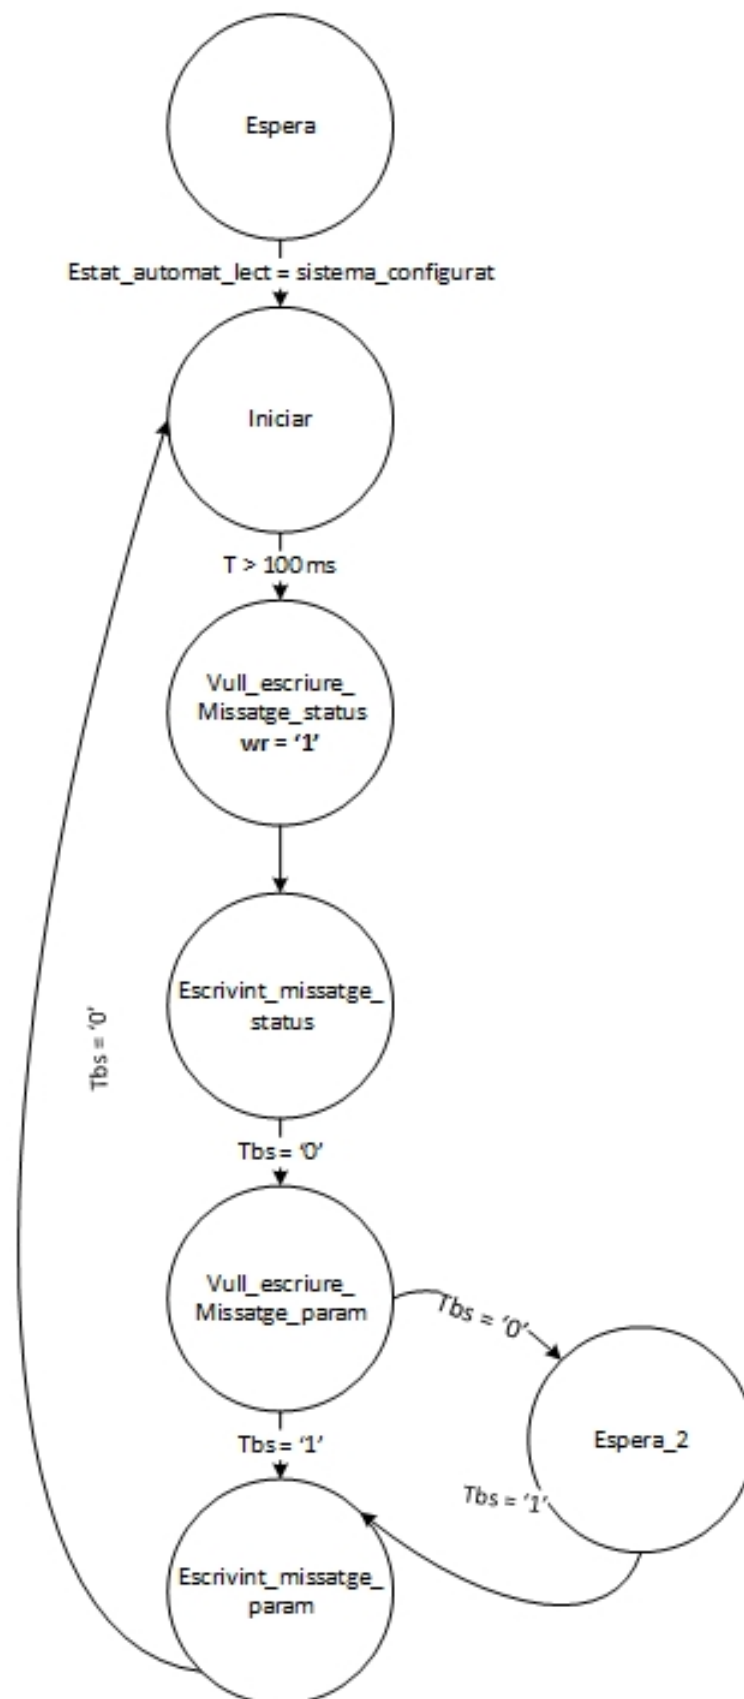 Espera
Estat_automat_lect = sistema_configurat
Iniciar
T > 100 ms
Vull_escriure_
Missatge_status
wr = ‘1’
Escrivint_missatge_
status
Tbs = ‘0’
Tbs = ‘0’
Vull_escriure_
Missatge_param
Tbs = ‘0’
Espera_2
Tbs = ‘1’
Tbs = ‘1’
Escrivint_missatge_
param